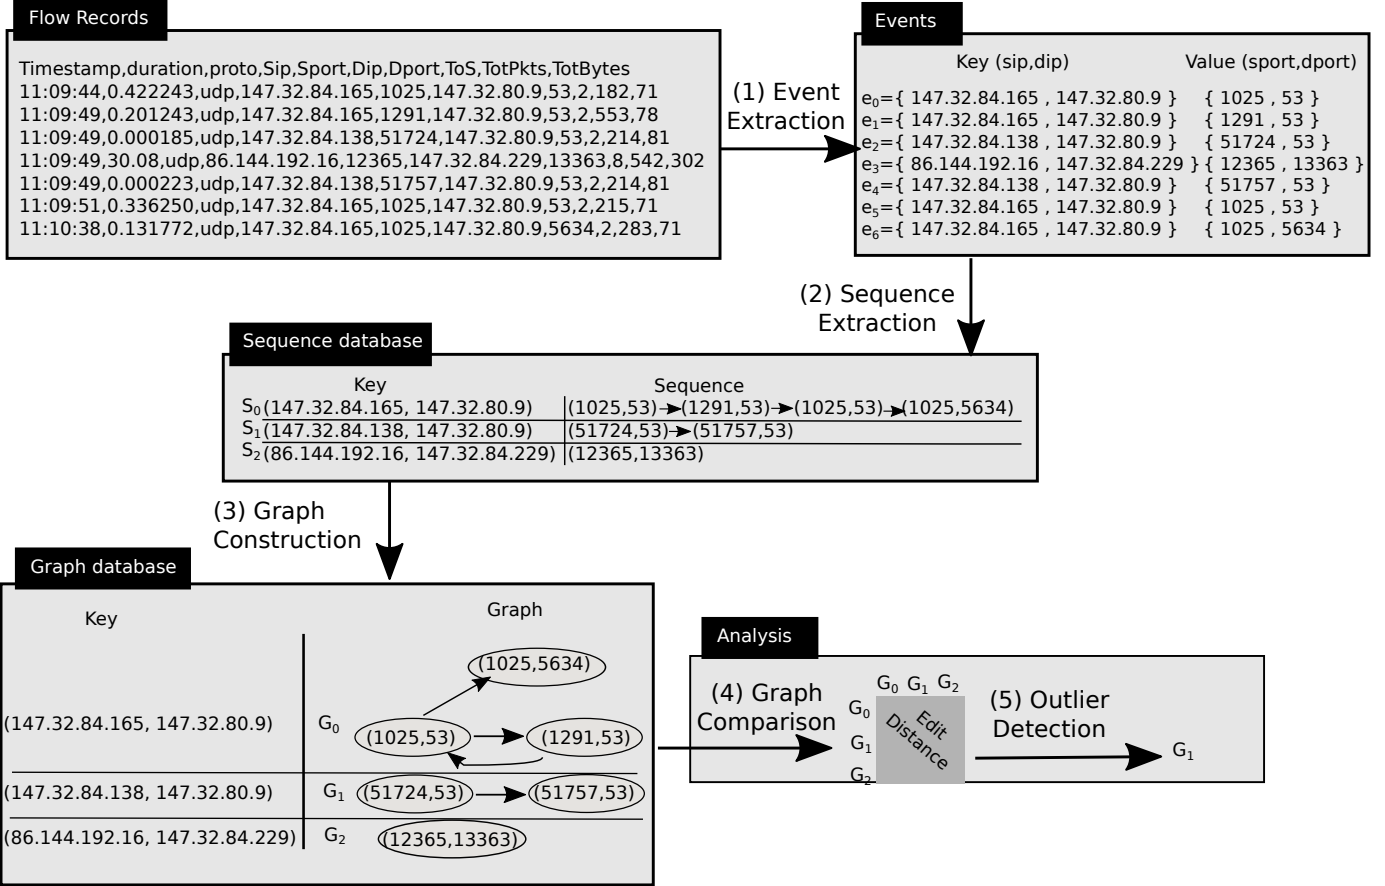 Flow Records
Timestamp,duration,proto,Sip,Sport,Dip,Dport,ToS,TotPkts,TotBytes
11:09:44,0.422243,udp,147.32.84.165,1025,147.32.80.9,53,2,182,71
11:09:49,0.201243,udp,147.32.84.165,1291,147.32.80.9,53,2,553,78
11:09:49,0.000185,udp,147.32.84.138,51724,147.32.80.9,53,2,214,81
11:09:49,30.08,udp,86.144.192.16,12365,147.32.84.229,13363,8,542,302
11:09:49,0.000223,udp,147.32.84.138,51757,147.32.80.9,53,2,214,81
11:09:51,0.336250,udp,147.32.84.165,1025,147.32.80.9,53,2,215,71
11:10:38,0.131772,udp,147.32.84.165,1025,147.32.80.9,5634,2,283,71
(1) Event
Extraction
Events
Key (sip,dip) Value (sport,dport)
e0={ 147.32.84.165 , 147.32.80.9 } { 1025 , 53 }
e1={ 147.32.84.165 , 147.32.80.9 } { 1291 , 53 }
e2={ 147.32.84.138 , 147.32.80.9 } { 51724 , 53 }
e3={ 86.144.192.16 , 147.32.84.229 } { 12365 , 13363 }
e4={ 147.32.84.138 , 147.32.80.9 } { 51757 , 53 }
e5={ 147.32.84.165 , 147.32.80.9 } { 1025 , 53 }
e6={ 147.32.84.165 , 147.32.80.9 } { 1025 , 5634 }
(2) Sequence
Extraction
Sequence database
Key Sequence
S0 (147.32.84.165, 147.32.80.9) (1025,53) (1291,53) (1025,53) (1025,5634)
S1 (147.32.84.138, 147.32.80.9) (51724,53) (51757,53)
S2 (86.144.192.16, 147.32.84.229) (12365,13363)
(3) Graph
Construction
Graph database
Key Graph
(1025,5634)
(147.32.84.165, 147.32.80.9) G0 (1025,53) (1291,53)
(147.32.84.138, 147.32.80.9) G1 (51724,53) (51757,53)
(86.144.192.16, 147.32.84.229) G2 (12365,13363)
Analysis
(4) Graph
Comparison
G0 G1 G2
G0
G1
G2
Edit
Distance
(5) Outlier
Detection
G1